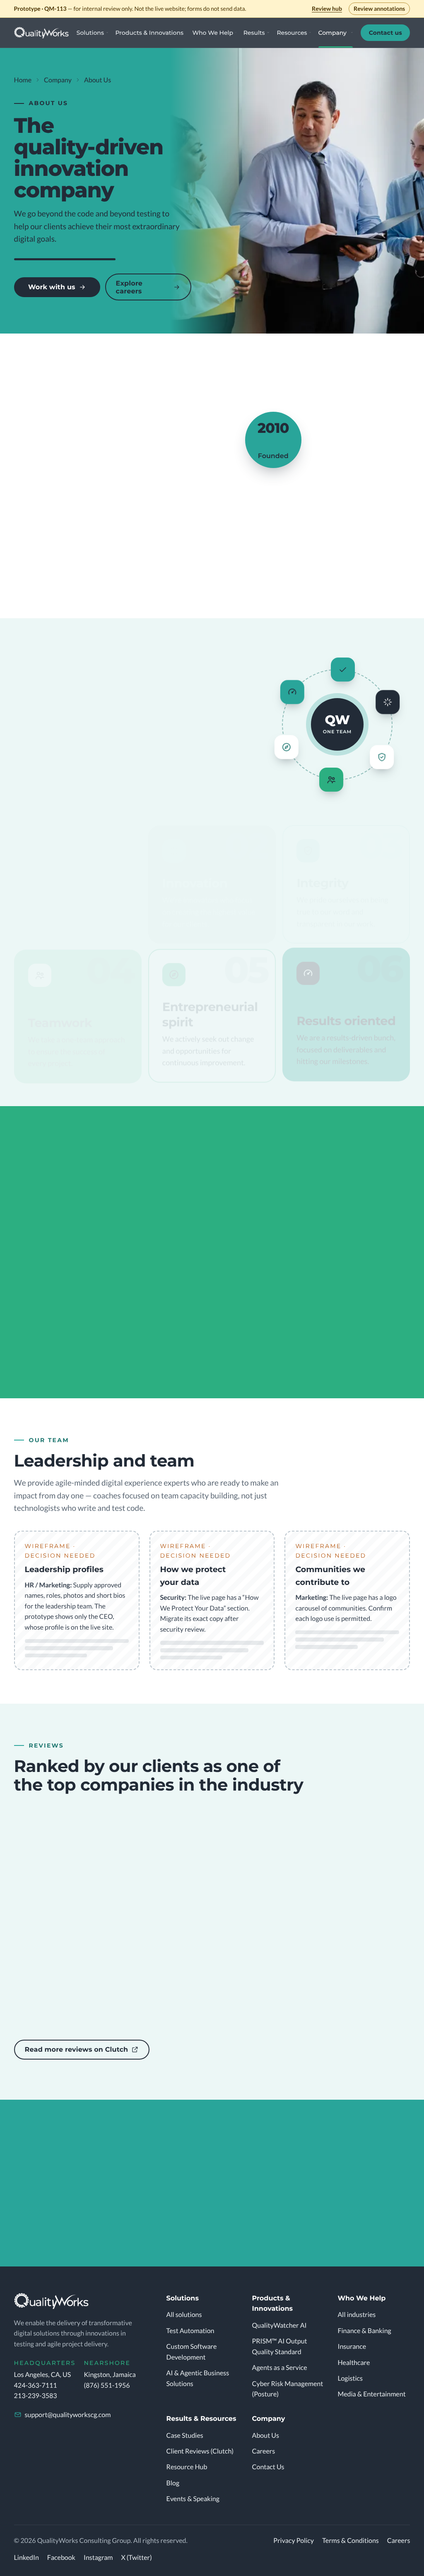 Prototype · QM-113 — for internal review only. Not the live website; forms do not send data.
Review hub
Review annotations
QualityWorks
Solutions
Products & Innovations
Who We Help
Results
Resources
Company
Contact us
Home > Company > About Us
ABOUT US
The
quality-driven
innovation
company
We go beyond the code and beyond testing to
help our clients achieve their most extraordinary
digital goals.
Work with us
Explore
careers
2010
Founded
QW
ONE TEAM
Integrity
05
Entrepreneurial
spirit
We actively seek out change
and opportunities for
continuous improvement.
Results oriented
Leadership and team
OUR TEAM
We provide agile-minded digital experience experts who are ready to make an
impact from day one — coaches focused on team capacity building, not just
technologists who write and test code.
WIREFRAME
DECISION NEEDED
Leadership profiles
HR / Marketing: Supply approved
names, roles, photos and short bios
for the leadership team. The
prototype shows only the CEO,
whose profile is on the live site.
WIREFRAME
DECISION NEEDED
How we protect
your data
Security: The live page has a "How
We Protect Your Data" section.
Migrate its exact copy after
security review.
WIREFRAME
DECISION NEEDED
Communities we
contribute to
Marketing: The live page has a logo
carousel of communities. Confirm
each logo use is permitted.
REVIEWS
Ranked by our clients as one of
the top companies in the industry
Read more reviews on Clutch
QualityWorks
We enable the delivery of transformative
digital solutions through innovations in
testing and agile project delivery.
HEADQUARTERS
Los Angeles, CA, US
424-363-7111
213-239-3583
NEARSHORE
Kingston, Jamaica
(876) 551-1956
support@qualityworkscg.com
Solutions
All solutions
Test Automation
Custom Software
Development
AI & Agentic Business
Solutions
Products &
Innovations
QualityWatcher AI
PRISM™ AI Output
Quality Standard
Agents as a Service
Cyber Risk Management
(Posture)
Who We Help
All industries
Finance & Banking
Insurance
Healthcare
Logistics
Media & Entertainment
Results & Resources
Case Studies
Client Reviews (Clutch)
Resource Hub
Blog
Events & Speaking
Company
About Us
Careers
Contact Us
© 2026 QualityWorks Consulting Group. All rights reserved.
Privacy Policy
Terms & Conditions
Careers
LinkedIn
Facebook
Instagram
X (Twitter)